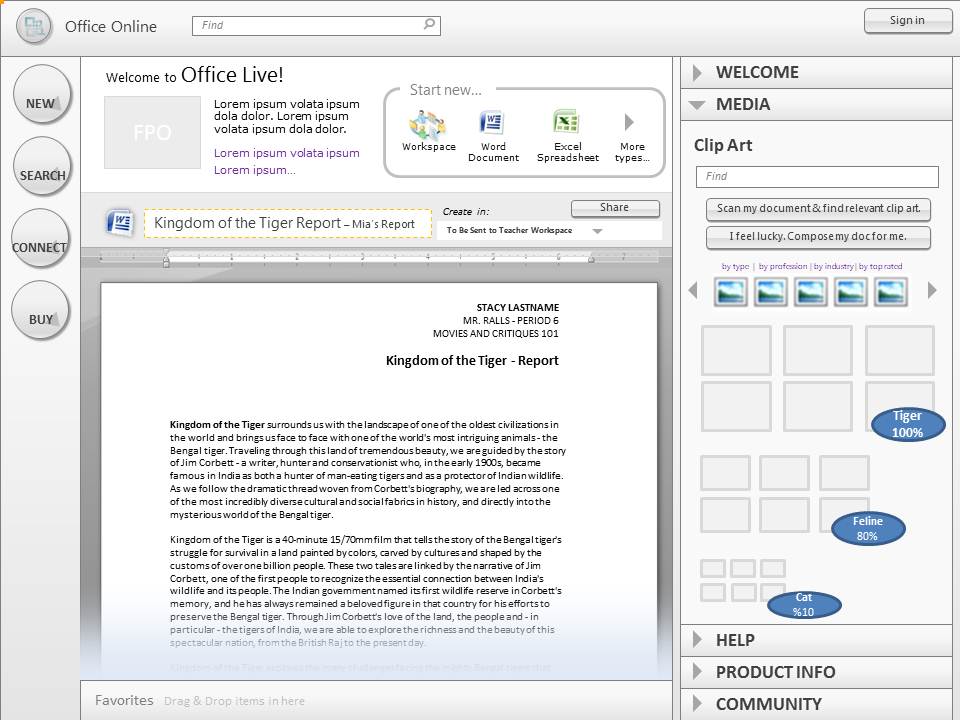 Office Online
Find
Sign in
NEW
SEARCH
CONNECT
BUY
Welcome to Office Live!
FPO
Lorem ipsum volata ipsum
dola dolor. Lorem ipsum
volatta ipsum dola dolor.
Lorem ipsum volatta ipsum
Lorem ipsum...
Start new...
Workspace
Word
Document
Excel
Spreadsheet
More
types...
Kingdom of the Tiger Report – Mia's Report
Create in:
Share
To Be Sent to Teacher Workspace
STACY LASTNAME
MR. RALLS - PERIOD 6
MOVIES AND CRITIQUES 101
Kingdom of the Tiger - Report
Kingdom of the Tiger surrounds us with the landscape of one of the oldest civilizations in
the world and brings us face to face with one of the world's most intriguing animals - the
Bengal tiger. Traveling through this land of tremendous beauty, we are guided by the story
of Jim Corbett - a writer, hunter and conservationist who, in the early 1900s, became
famous in India as both a hunter of man-eating tigers and as a protector of Indian wildlife.
As we follow the dramatic thread woven from Corbett's biography, we are led across one
of the most incredibly diverse cultural and social fabrics in history, and directly into the
mysterious world of the Bengal tiger.
Kingdom of the Tiger is a 40-minute 15/70mm film that tells the story of the Bengal tiger's
struggle for survival in a land painted by colors, carved by cultures and shaped by the
customs of over one billion people. These two tales are linked by the narrative of Jim
Corbett, one of the first people to recognize the essential connection between India's
wildlife and its people. The Indian government named its first wildlife reserve in Corbett's
memory, and he has always remained a beloved figure in that country for his efforts to
preserve the Bengal tiger. Through Jim Corbett's love of the land, the people and - in
particular - the tigers of India, we are able to explore the richness and the beauty of this
spectacular nation, from the British Raj to the present day.
Kingdom of the Tiger explores the many challenges facing the mighty Bengal tiger that
Favorites Drag & Drop items in here
WELCOME
MEDIA
Clip Art
Find
Scan my document & find relevant clip art.
I feel lucky. Compose my doc for me.
by type | by profession | by industry | by top rated
Tiger
100%
Feline
80%
Cat
%10
HELP
PRODUCT INFO
COMMUNITY